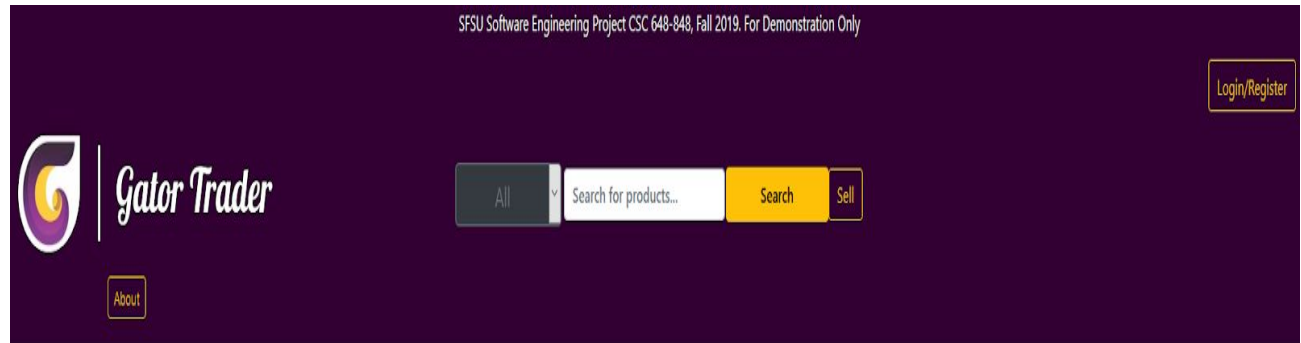 SFSU Software Engineering Project CSC 648-848, Fall 2019. For Demonstration Only
Login/Register
Gator Trader
All
Search for products...
Search
Sell
About